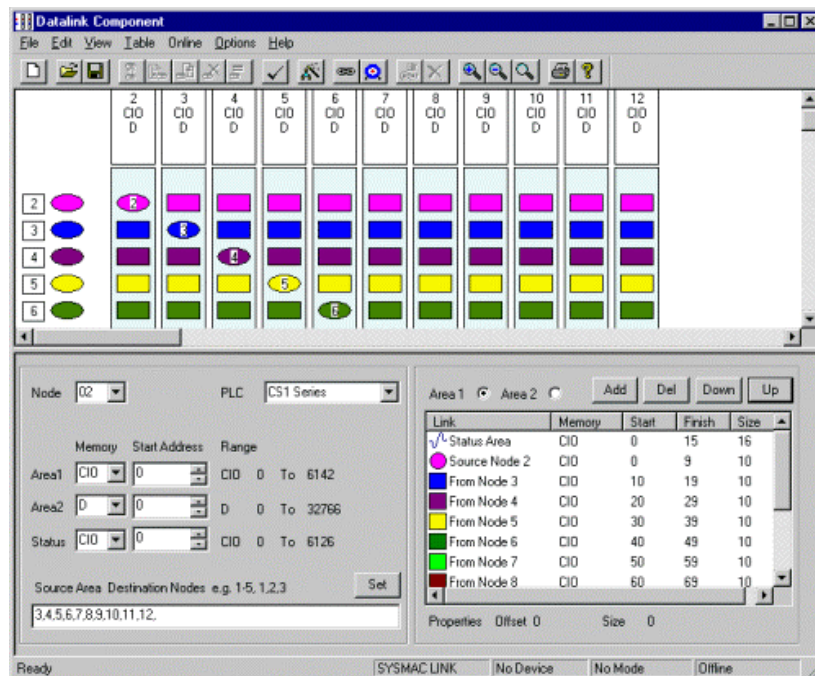 Datalink Component
File Edit View Table Online Options Help
2 3 4 5 6 7 8 9 10 11 12
CIO CIO CIO CIO CIO CIO CIO CIO CIO CIO CIO
D D D D D D D D D D D
2 2
3 3
4 4
5 5
6 6
Node 02 PLC CS1 Series
Memory Start Address Range
Area1 CIO 0 CIO 0 To 6142
Area2 D 0 D 0 To 32766
Status CIO 0 CIO 0 To 6126
Source Area Destination Nodes e.g. 1-5, 1,2,3 Set
3,4,5,6,7,8,9,10,11,12,
Area 1 Area 2 Add Del Down Up
Link Memory Start Finish Size
Status Area CIO 0 15 16
Source Node 2 CIO 0 9 10
From Node 3 CIO 10 19 10
From Node 4 CIO 20 29 10
From Node 5 CIO 30 39 10
From Node 6 CIO 40 49 10
From Node 7 CIO 50 59 10
From Node 8 CIO 60 69 10
Properties Offset 0 Size 0
Ready SYSMAC LINK No Device No Mode Offline